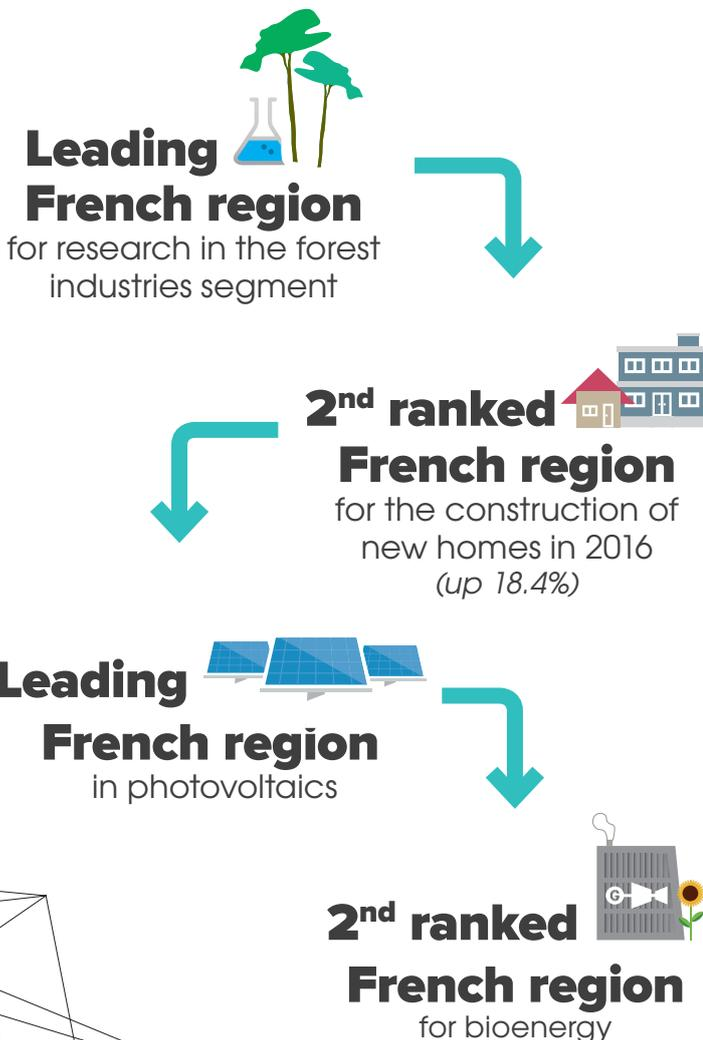 Leading
French region
for research in the forest
industries segment
2nd ranked
French region
for the construction of
new homes in 2016
(up 18.4%)
Leading
French region
in photovoltaics
G
2nd ranked
French region
for bioenergy